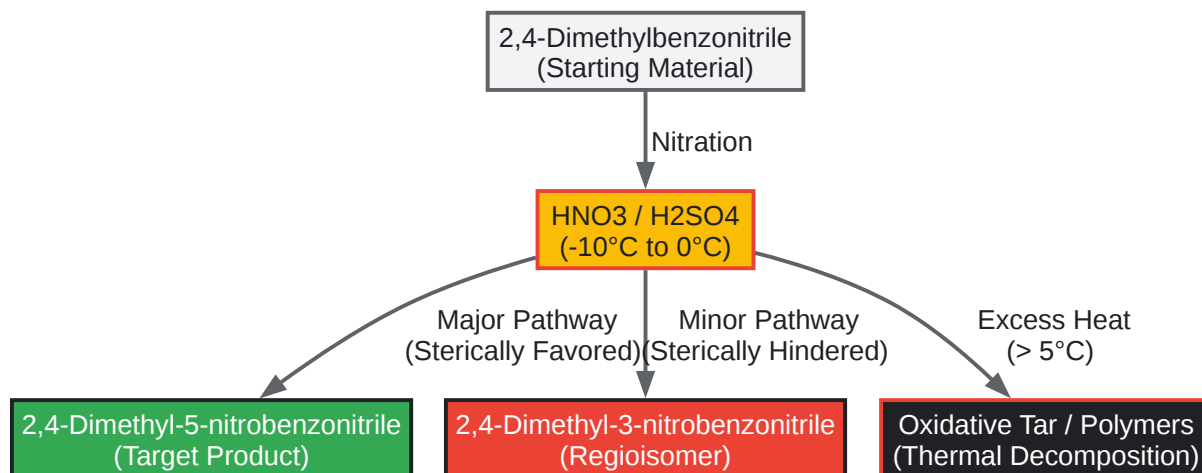 2,4-Dimethylbenzonitrile
(Starting Material)
Nitration
HNO3 / H2SO4
(-10°C to 0°C)
Major Pathway
(Sterically Favored)
Minor Pathway
(Sterically Hindered)
Excess Heat
(> 5°C)
2,4-Dimethyl-5-nitrobenzonitrile
(Target Product)
2,4-Dimethyl-3-nitrobenzonitrile
(Regioisomer)
Oxidative Tar / Polymers
(Thermal Decomposition)